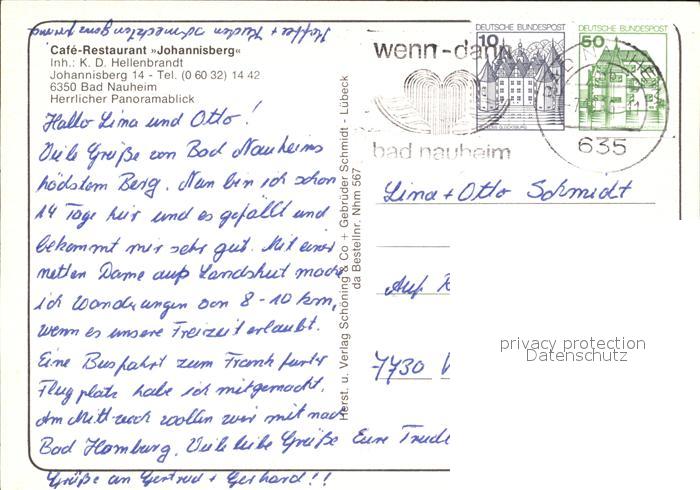 Café-Restaurant »Johannisberg«
Inh.: K. D. Hellenbrandt
Johannisberg 14 - Tel. (0 60 32) 14 42
6350 Bad Nauheim
Herrlicher Panoramablick
Hallo Lina und Otto!
Viele Grüße von Bad Nauheims
höchstem Berg. Nun bin ich schon
14 Tage hier und es gefällt und
bekommt mir sehr gut. Mit einer
netten Dame aus Landshut mache
ich Wanderungen von 8-10 km,
wenn es unsere Freizeit erlaubt.
Eine Busfahrt zum Frankfurter
Flugplatz habe ich mitgemacht.
Am Mittwoch wollen wir mit nach
Bad Homburg. Viele liebe Grüße Eure Trude
Grüße an Gertrud + Gerhard!!
Herst. u. Verlag Schöning & Co + Gebrüder Schmidt - Lübeck
da Bestellnr. Nhm 567
wenn-dann
bad nauheim
10
DEUTSCHE BUNDESPOST
50
DEUTSCHE BUNDESPOST
635
Lina + Otto Schmidt
Auf
7730
privacy protection
Datenschutz